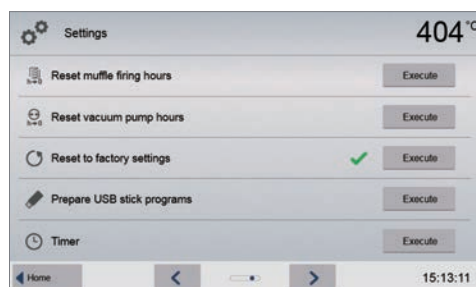 Settings
404 °C
Reset muffle firing hours
Execute
Reset vacuum pump hours
Execute
Reset to factory settings
Execute
Prepare USB stick programs
Execute
Timer
Execute
Home
15:13:11